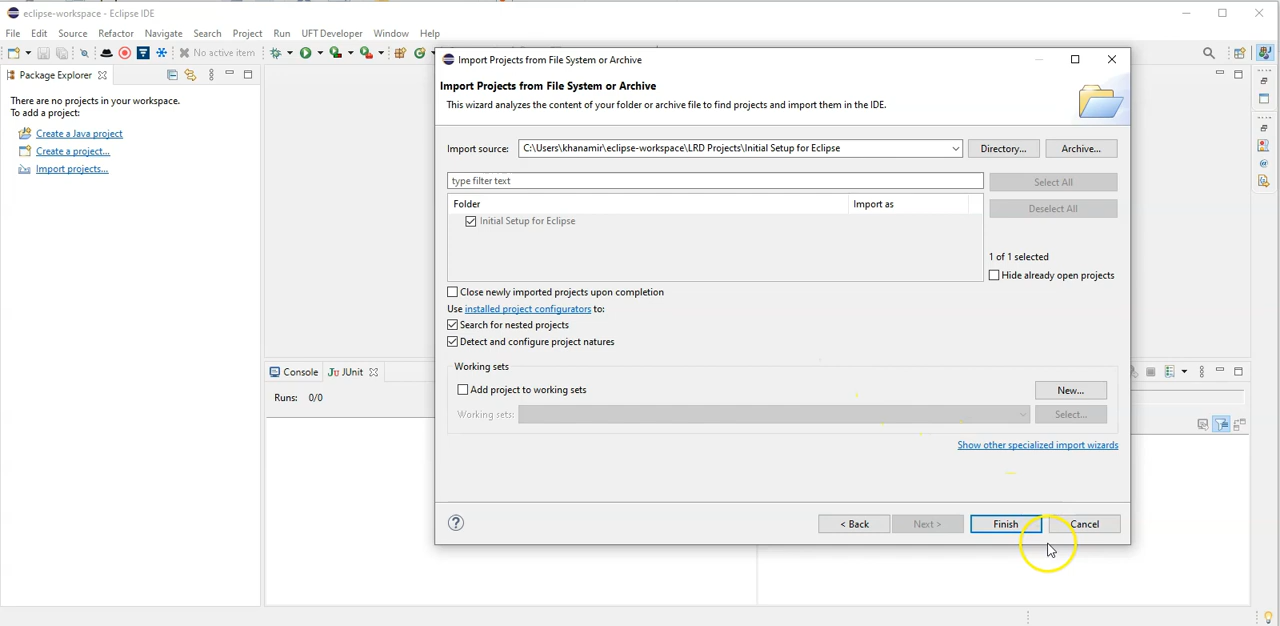 eclipse-workspace - Eclipse IDE
File Edit Source Refactor Navigate Search Project Run UFT Developer Window Help
No active item
Package Explorer
There are no projects in your workspace.
To add a project:
Create a Java project
Create a project...
Import projects...
Import Projects from File System or Archive
Import Projects from File System or Archive
This wizard analyzes the content of your folder or archive file to find projects and import them in the IDE.
Import source: C:\Users\khanamir\eclipse-workspace\LRD Projects\Initial Setup for Eclipse Directory... Archive...
type filter text Select All
Folder Import as Deselect All
Initial Setup for Eclipse
1 of 1 selected
Hide already open projects
Close newly imported projects upon completion
Use installed project configurators to:
Search for nested projects
Detect and configure project natures
Working sets
Add project to working sets New...
Working sets: Select...
Show other specialized import wizards
< Back Next > Finish Cancel
Console JUnit
Runs: 0/0